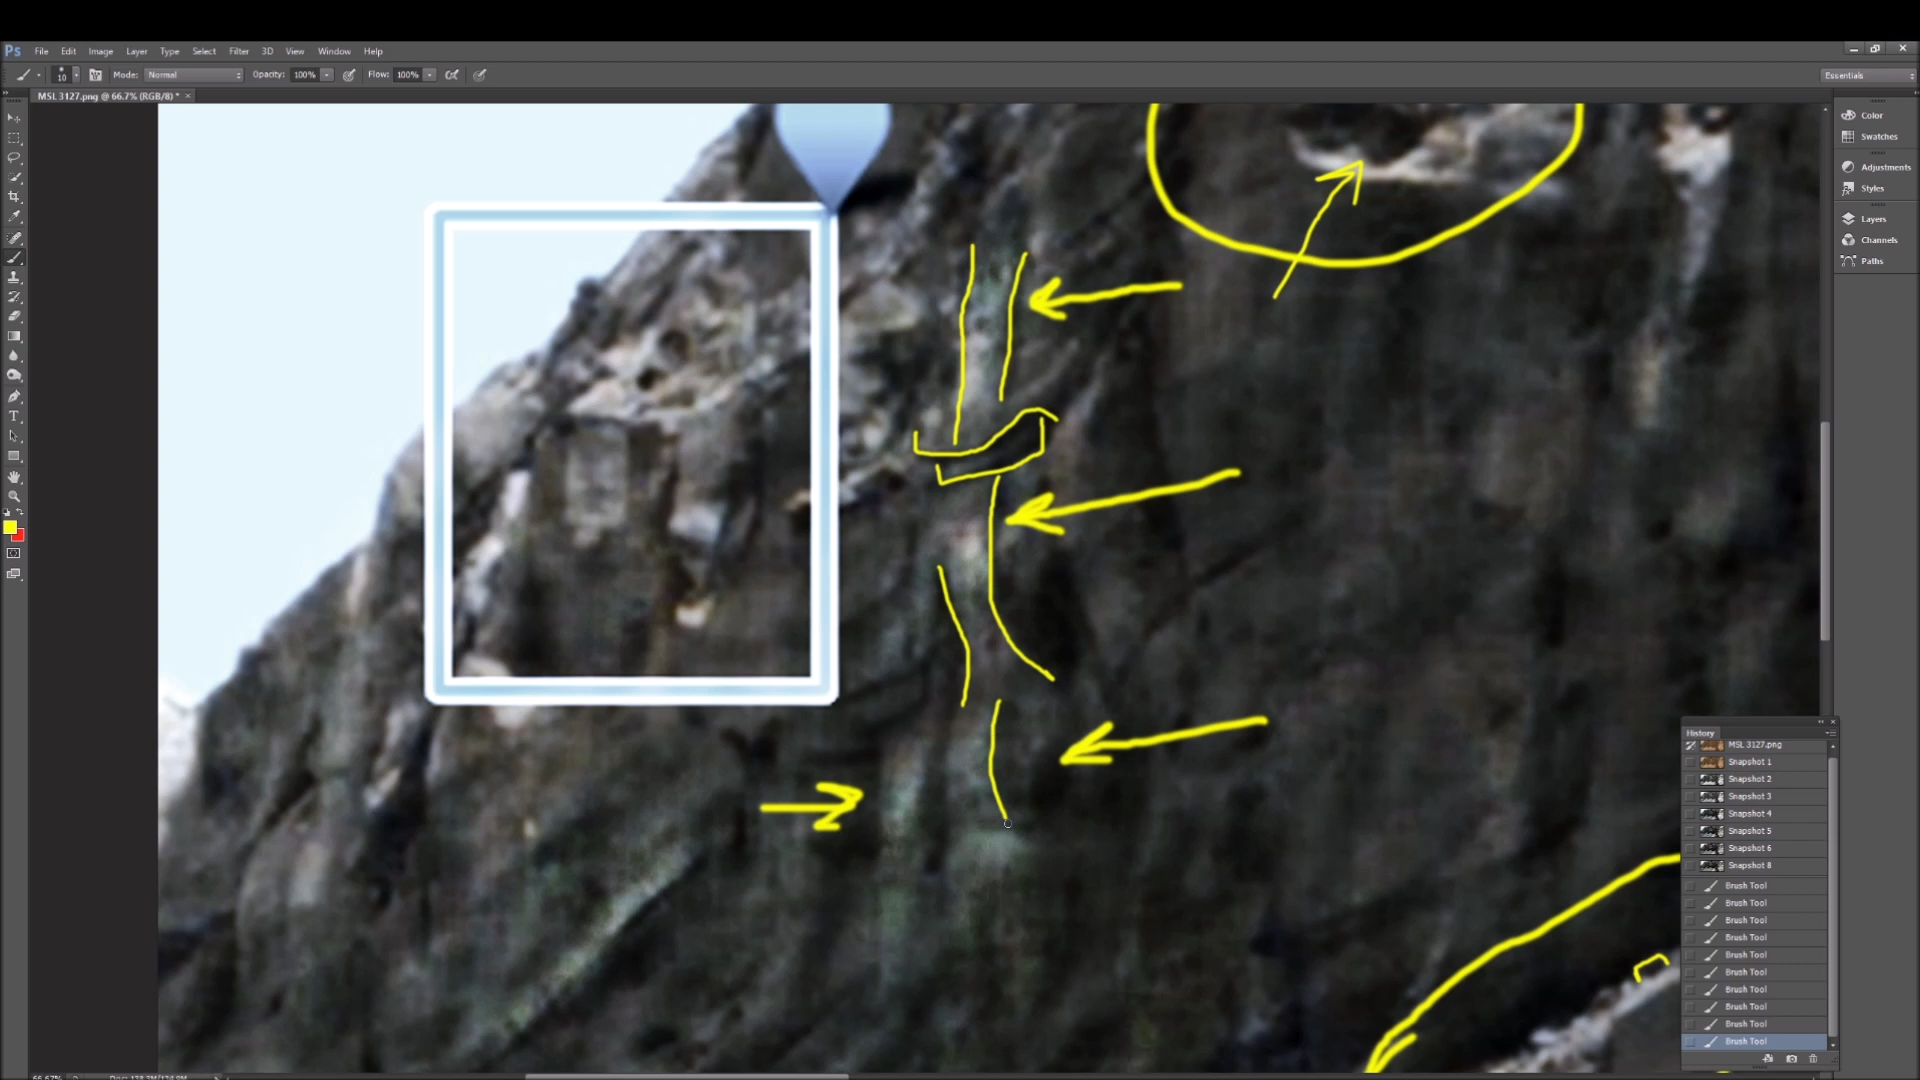 Ps File Edit Image Layer Type Select Filter 3D View Window Help
10 Mode: Normal Opacity: 100% Flow: 100% Essentials
MSL 3127.png @ 66.7% (RGB/8) * ×
Color
Swatches
Adjustments
Styles
Layers
Channels
Paths
History
MSL 3127.png
Snapshot 1
Snapshot 2
Snapshot 3
Snapshot 4
Snapshot 5
Snapshot 6
Snapshot 8
Brush Tool
Brush Tool
Brush Tool
Brush Tool
Brush Tool
Brush Tool
Brush Tool
Brush Tool
Brush Tool
Brush Tool
66.67%